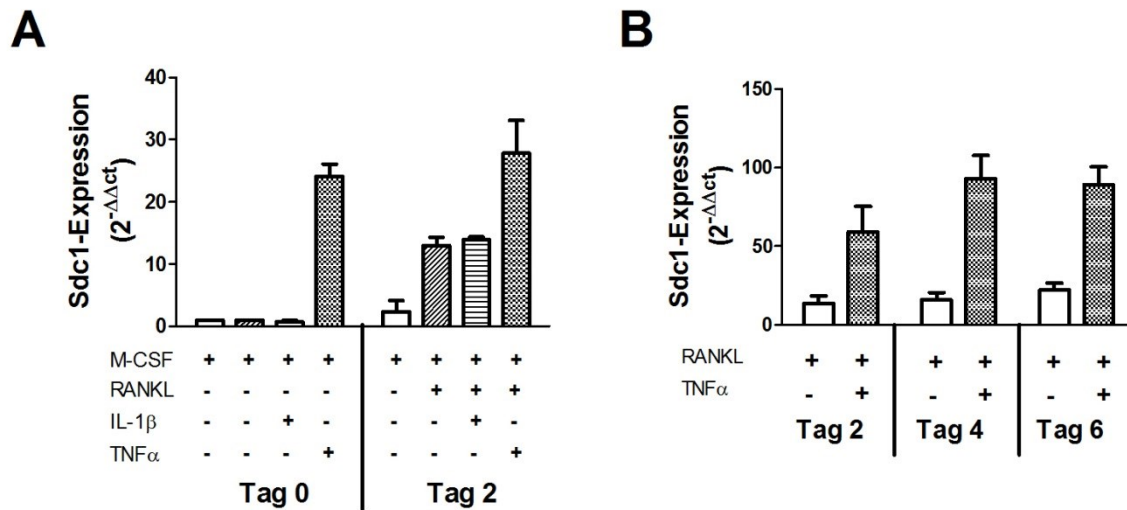 A
Sdc1-Expression
(2^-ΔΔct)
40
30
20
10
0
M-CSF + + + + + + + +
RANKL - - - - - + + +
IL-1β - - + - - - + -
TNFα - - - + - - - +
Tag 0 Tag 2
B
Sdc1-Expression
(2^-ΔΔct)
150
100
50
0
RANKL + + + + + +
TNFα - + - + - +
Tag 2 Tag 4 Tag 6